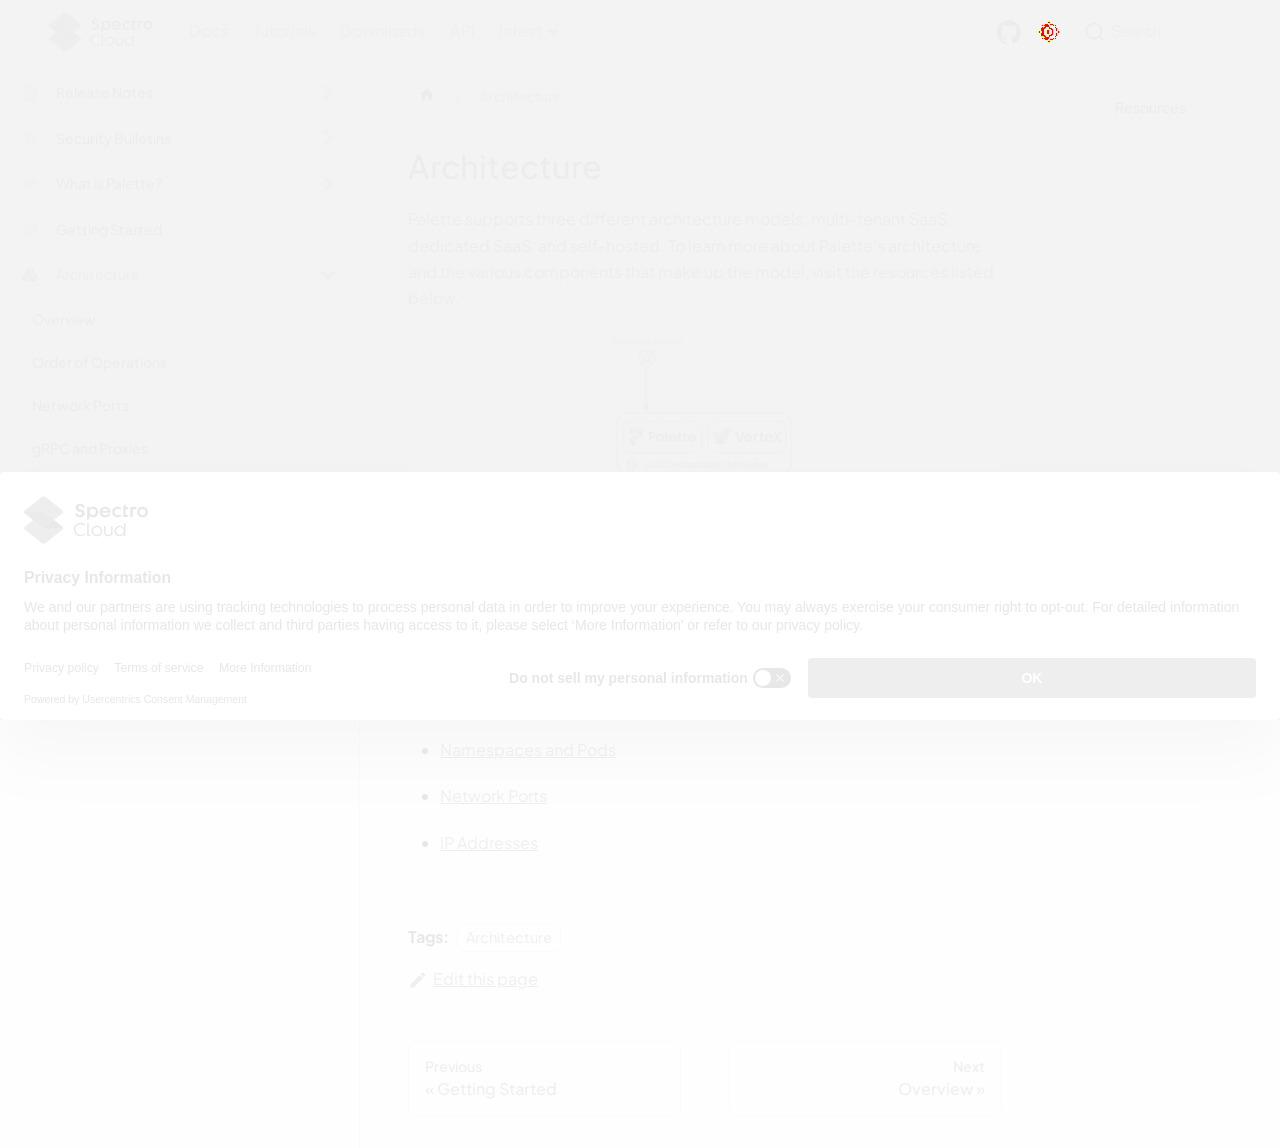 Spectro Cloud
Docs Tutorials Downloads API latest
Search
Release Notes
Security Bulletins
What is Palette?
Getting Started
Architecture
Overview
Order of Operations
Network Ports
gRPC and Proxies
Architecture
Resources
Architecture
Palette supports three different architecture models; multi-tenant SaaS,
dedicated SaaS, and self-hosted. To learn more about Palette's architecture
and the various components that make up the model, visit the resources listed
below.
Palette VerteX
Spectro Cloud
Privacy Information
We and our partners are using tracking technologies to process personal data in order to improve your experience. You may always exercise your consumer right to opt-out. For detailed information
about personal information we collect and third parties having access to it, please select 'More Information' or refer to our privacy policy.
Privacy policy Terms of service More Information
Do not sell my personal information
OK
Powered by Usercentrics Consent Management
Namespaces and Pods
Network Ports
IP Addresses
Tags: Architecture
Edit this page
Previous
« Getting Started
Next
Overview »